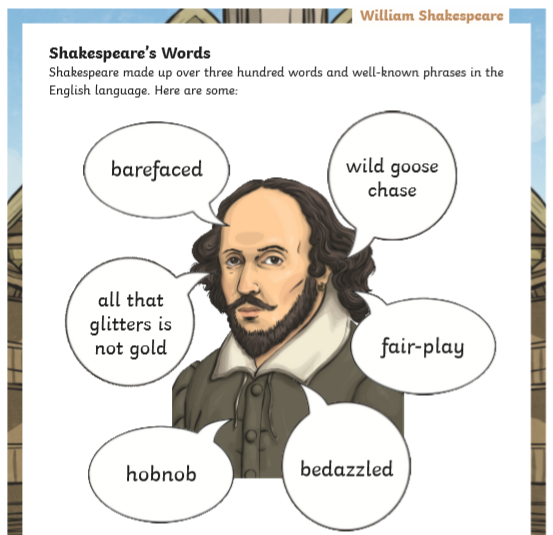 William Shakespeare
Shakespeare's Words
Shakespeare made up over three hundred words and well-known phrases in the
English language. Here are some:
barefaced
wild goose
chase
all that
glitters is
not gold
fair-play
hobnob
bedazzled